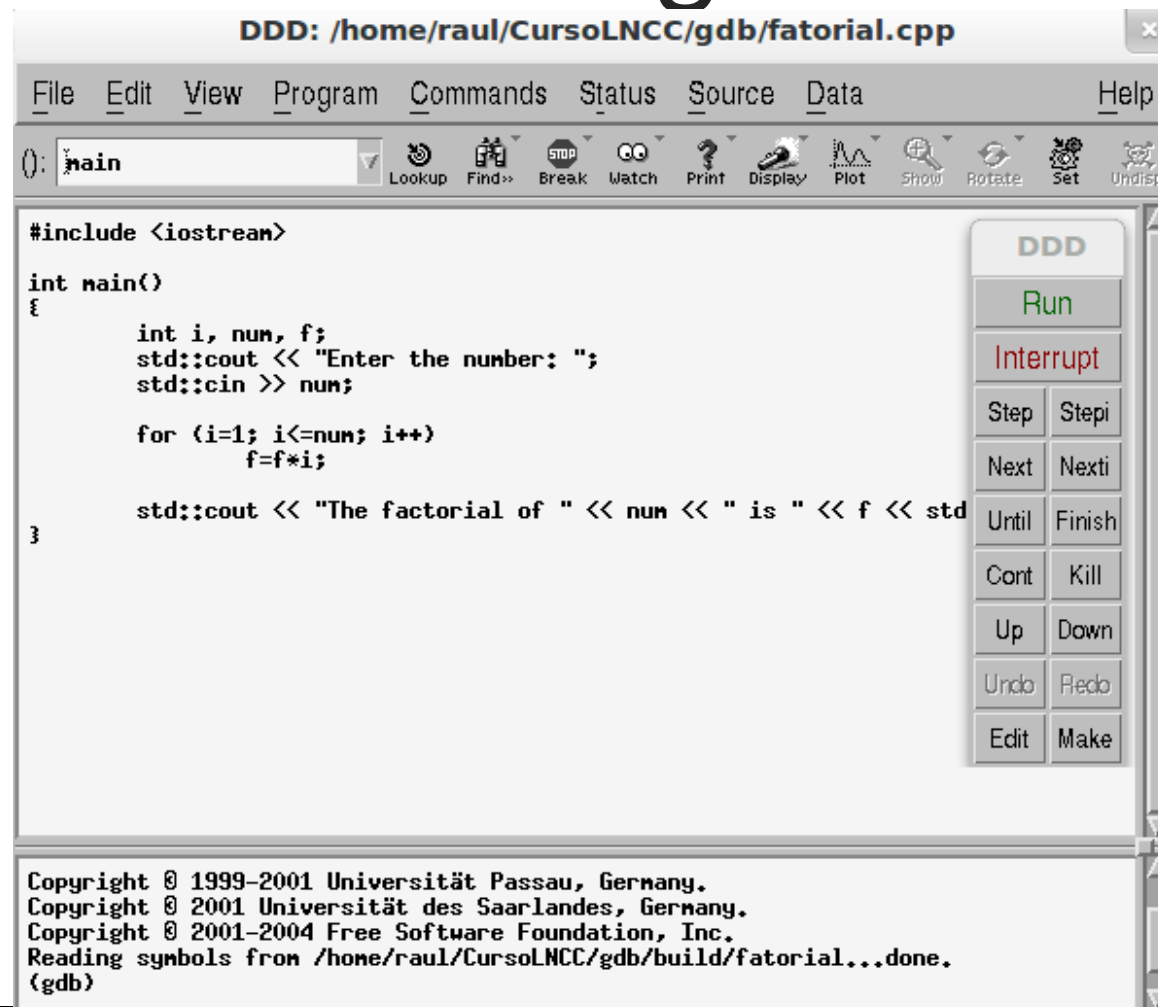 DDD: /home/raul/CursoLNCC/gdb/fatorial.cpp
File Edit View Program Commands Status Source Data Help
(): main Lookup Find» Break Watch Print Display Plot Show Rotate Set Undisp
#include <iostream>
int main()
{
int i, num, f;
std::cout << "Enter the number: ";
std::cin >> num;
for (i=1; i<=num; i++)
f=f*i;
std::cout << "The factorial of " << num << " is " << f << std
}
DDD
Run
Interrupt
Step Stepi
Next Nexti
Until Finish
Cont Kill
Up Down
Undo Redo
Edit Make
Copyright © 1999-2001 Universität Passau, Germany.
Copyright © 2001 Universität des Saarlandes, Germany.
Copyright © 2001-2004 Free Software Foundation, Inc.
Reading symbols from /home/raul/CursoLNCC/gdb/build/fatorial...done.
(gdb)